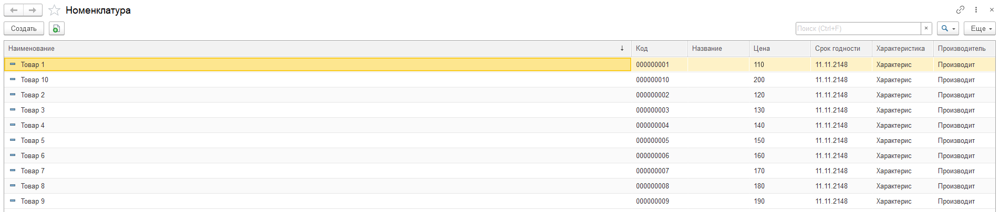 Номенклатура
Создать
Поиск (Ctrl+F) × Еще
Наименование ↓ Код Название Цена Срок годности Характеристика Производитель
Товар 1 000000001 110 11.11.2148 Характерис Производит
Товар 10 000000010 200 11.11.2148 Характерис Производит
Товар 2 000000002 120 11.11.2148 Характерис Производит
Товар 3 000000003 130 11.11.2148 Характерис Производит
Товар 4 000000004 140 11.11.2148 Характерис Производит
Товар 5 000000005 150 11.11.2148 Характерис Производит
Товар 6 000000006 160 11.11.2148 Характерис Производит
Товар 7 000000007 170 11.11.2148 Характерис Производит
Товар 8 000000008 180 11.11.2148 Характерис Производит
Товар 9 000000009 190 11.11.2148 Характерис Производит